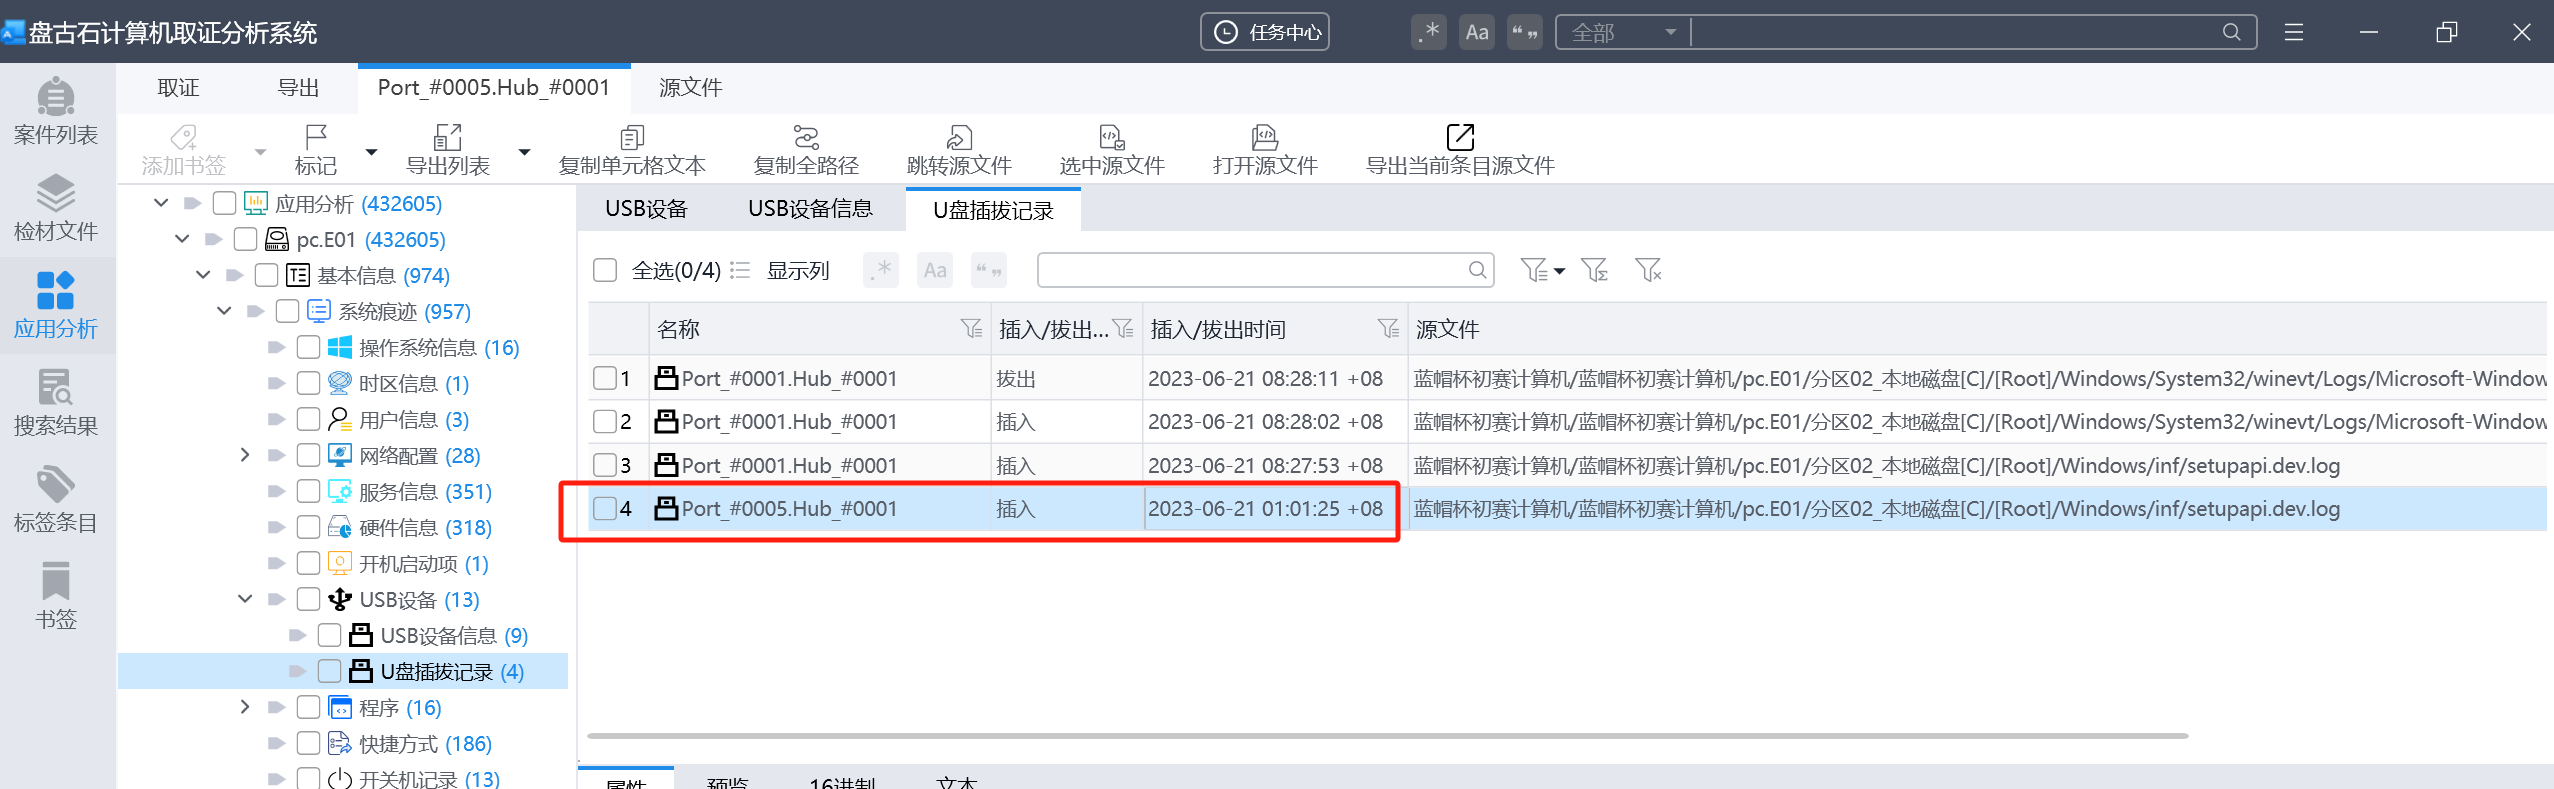 盘古石计算机取证分析系统
任务中心
.*
Aa
“ ”
全部
案件列表
检材文件
应用分析
搜索结果
标签条目
书签
取证
导出
Port_#0005.Hub_#0001
源文件
添加书签
标记
导出列表
复制单元格文本
复制全路径
跳转源文件
选中源文件
打开源文件
导出当前条目源文件
应用分析 (432605)
pc.E01 (432605)
基本信息 (974)
系统痕迹 (957)
操作系统信息 (16)
时区信息 (1)
用户信息 (3)
网络配置 (28)
服务信息 (351)
硬件信息 (318)
开机启动项 (1)
USB设备 (13)
USB设备信息 (9)
U盘插拔记录 (4)
程序 (16)
快捷方式 (186)
开关机记录 (13)
USB设备
USB设备信息
U盘插拔记录
全选(0/4)
显示列
.*
Aa
“ ”
名称 插入/拔出... 插入/拔出时间 源文件
1 Port_#0001.Hub_#0001 拔出 2023-06-21 08:28:11 +08 蓝帽杯初赛计算机/蓝帽杯初赛计算机/pc.E01/分区02_本地磁盘[C]/[Root]/Windows/System32/winevt/Logs/Microsoft-Window
2 Port_#0001.Hub_#0001 插入 2023-06-21 08:28:02 +08 蓝帽杯初赛计算机/蓝帽杯初赛计算机/pc.E01/分区02_本地磁盘[C]/[Root]/Windows/System32/winevt/Logs/Microsoft-Window
3 Port_#0001.Hub_#0001 插入 2023-06-21 08:27:53 +08 蓝帽杯初赛计算机/蓝帽杯初赛计算机/pc.E01/分区02_本地磁盘[C]/[Root]/Windows/inf/setupapi.dev.log
4 Port_#0005.Hub_#0001 插入 2023-06-21 01:01:25 +08 蓝帽杯初赛计算机/蓝帽杯初赛计算机/pc.E01/分区02_本地磁盘[C]/[Root]/Windows/inf/setupapi.dev.log
属性
预览
16进制
文本